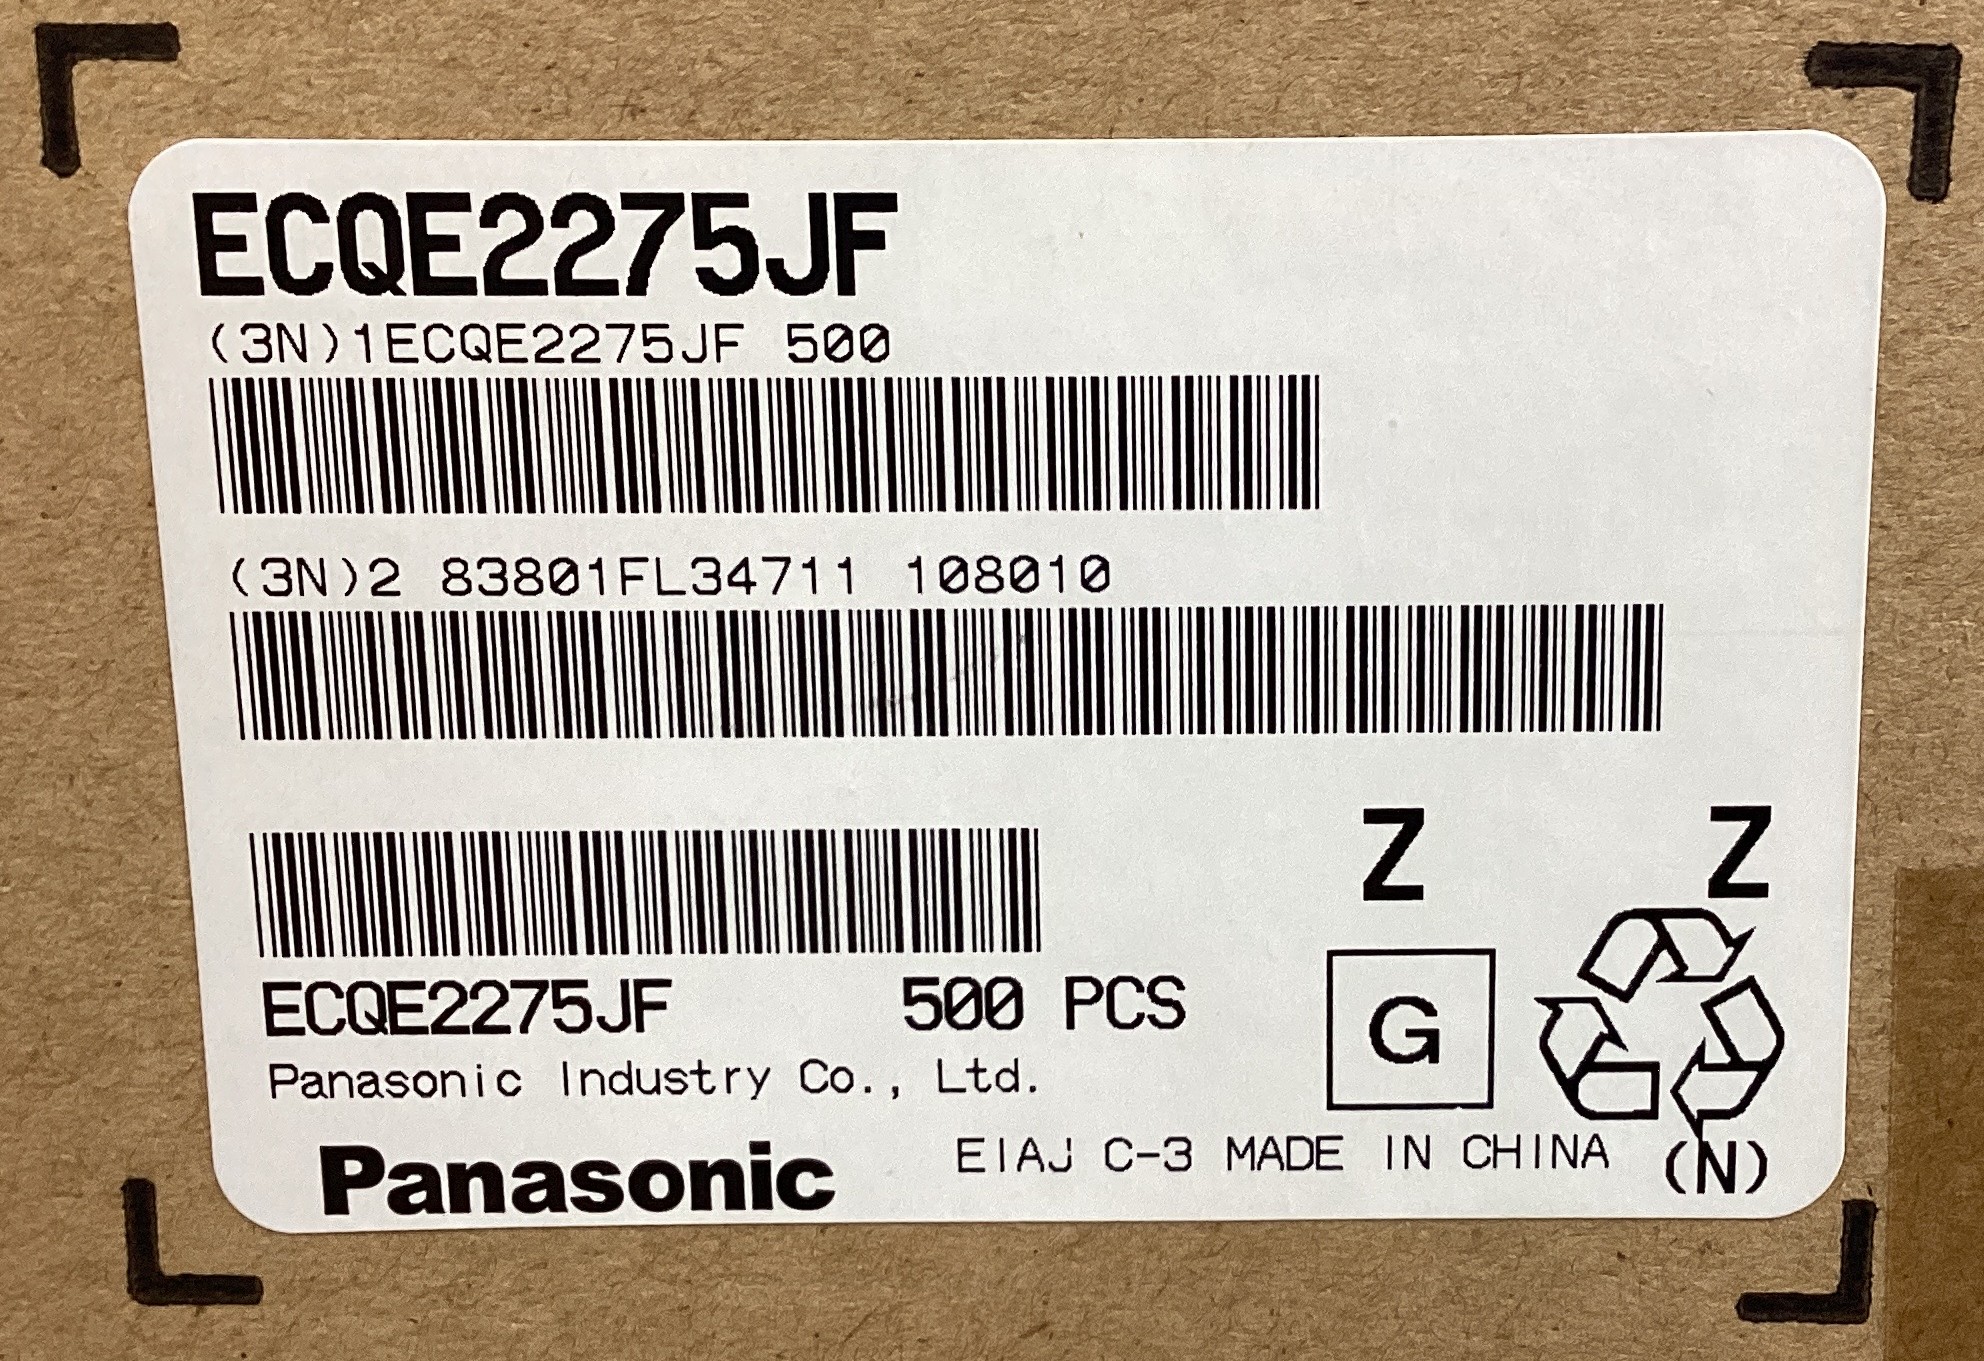 ECQE2275JF
(3N)1ECQE2275JF 500
(3N)2 83801FL34711 108010
Z Z
G
ECQE2275JF 500 PCS
Panasonic Industry Co., Ltd.
Panasonic EIAJ C-3 MADE IN CHINA (N)